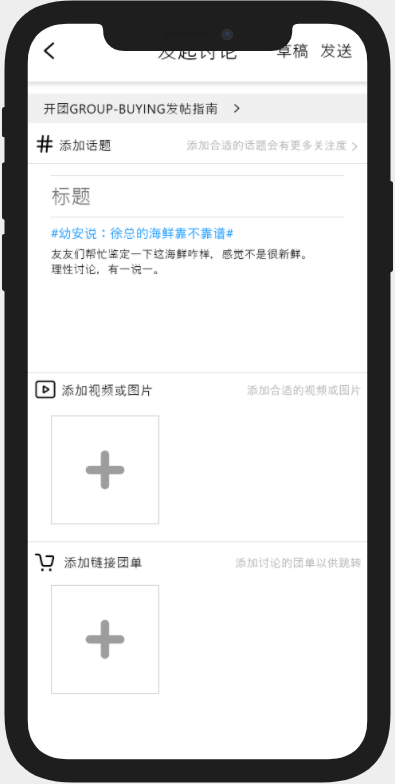 发起讨论
草稿 发送
开团GROUP-BUYING发帖指南 >
# 添加话题 添加合适的话题会有更多关注度 >
标题
#幼安说：徐总的海鲜靠不靠谱#
友友们帮忙鉴定一下这海鲜咋样，感觉不是很新鲜。
理性讨论，有一说一。
添加视频或图片 添加合适的视频或图片
添加链接团单 添加讨论的团单以供跳转